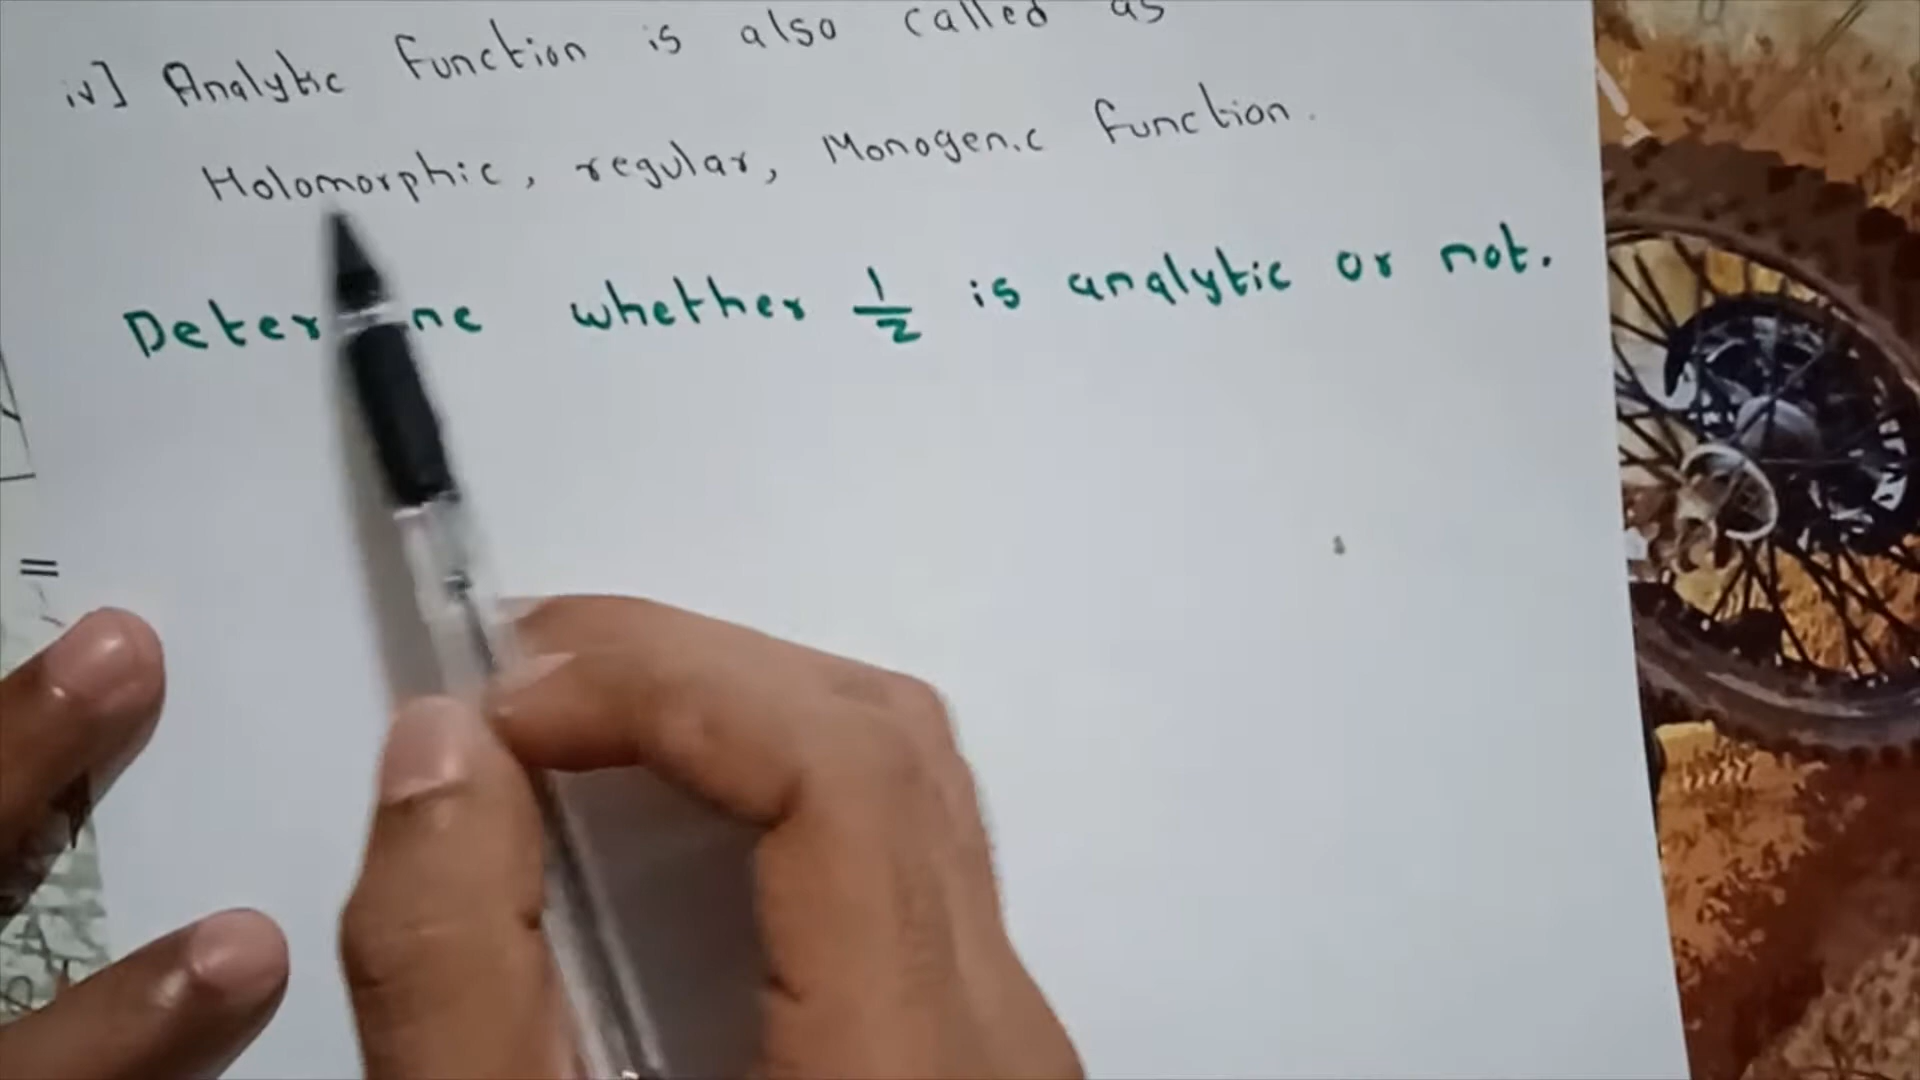 iv] Analytic function is also called as
Holomorphic, regular, Monogenic function.
whether 1/z is analytic or not.
=